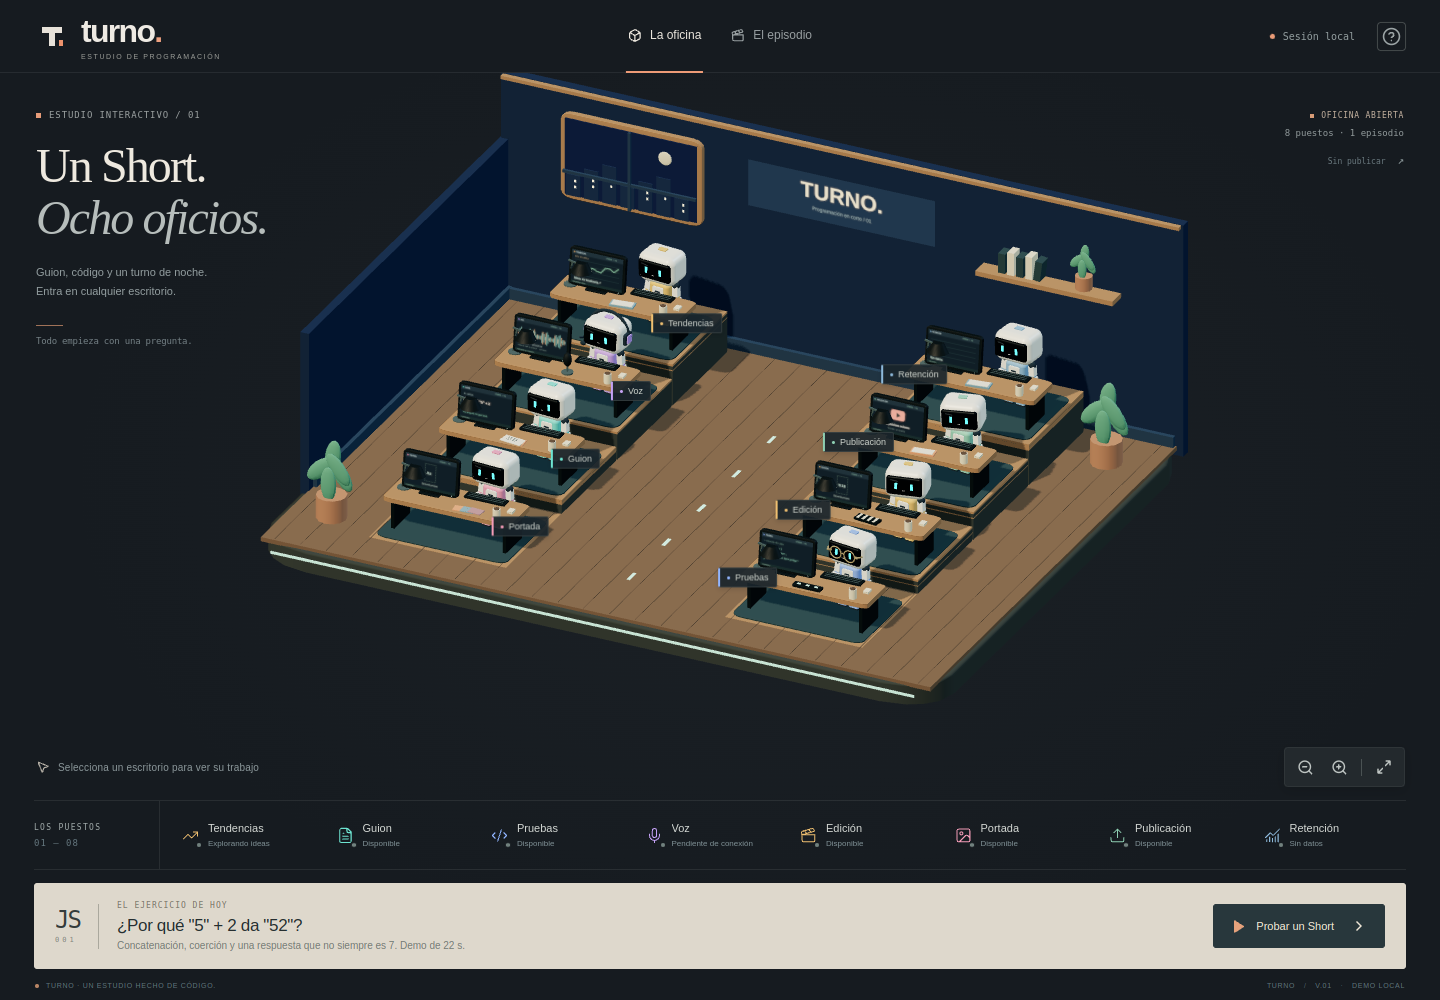 turno.
ESTUDIO DE PROGRAMACIÓN
La oficina
El episodio
Sesión local
ESTUDIO INTERACTIVO / 01
Un Short.
Ocho oficios.
Guion, código y un turno de noche.
Entra en cualquier escritorio.
Todo empieza con una pregunta.
OFICINA ABIERTA
8 puestos · 1 episodio
Sin publicar ↗
TURNO.
Tendencias
Voz
Guion
Portada
Retención
Publicación
Edición
Pruebas
Selecciona un escritorio para ver su trabajo
LOS PUESTOS
01 — 08
Tendencias
Explorando ideas
Guion
Disponible
Pruebas
Disponible
Voz
Pendiente de conexión
Edición
Disponible
Portada
Disponible
Publicación
Disponible
Retención
Sin datos
JS
001
EL EJERCICIO DE HOY
¿Por qué "5" + 2 da "52"?
Concatenación, coerción y una respuesta que no siempre es 7. Demo de 22 s.
Probar un Short
TURNO · UN ESTUDIO HECHO DE CÓDIGO.
TURNO / V.01 · DEMO LOCAL